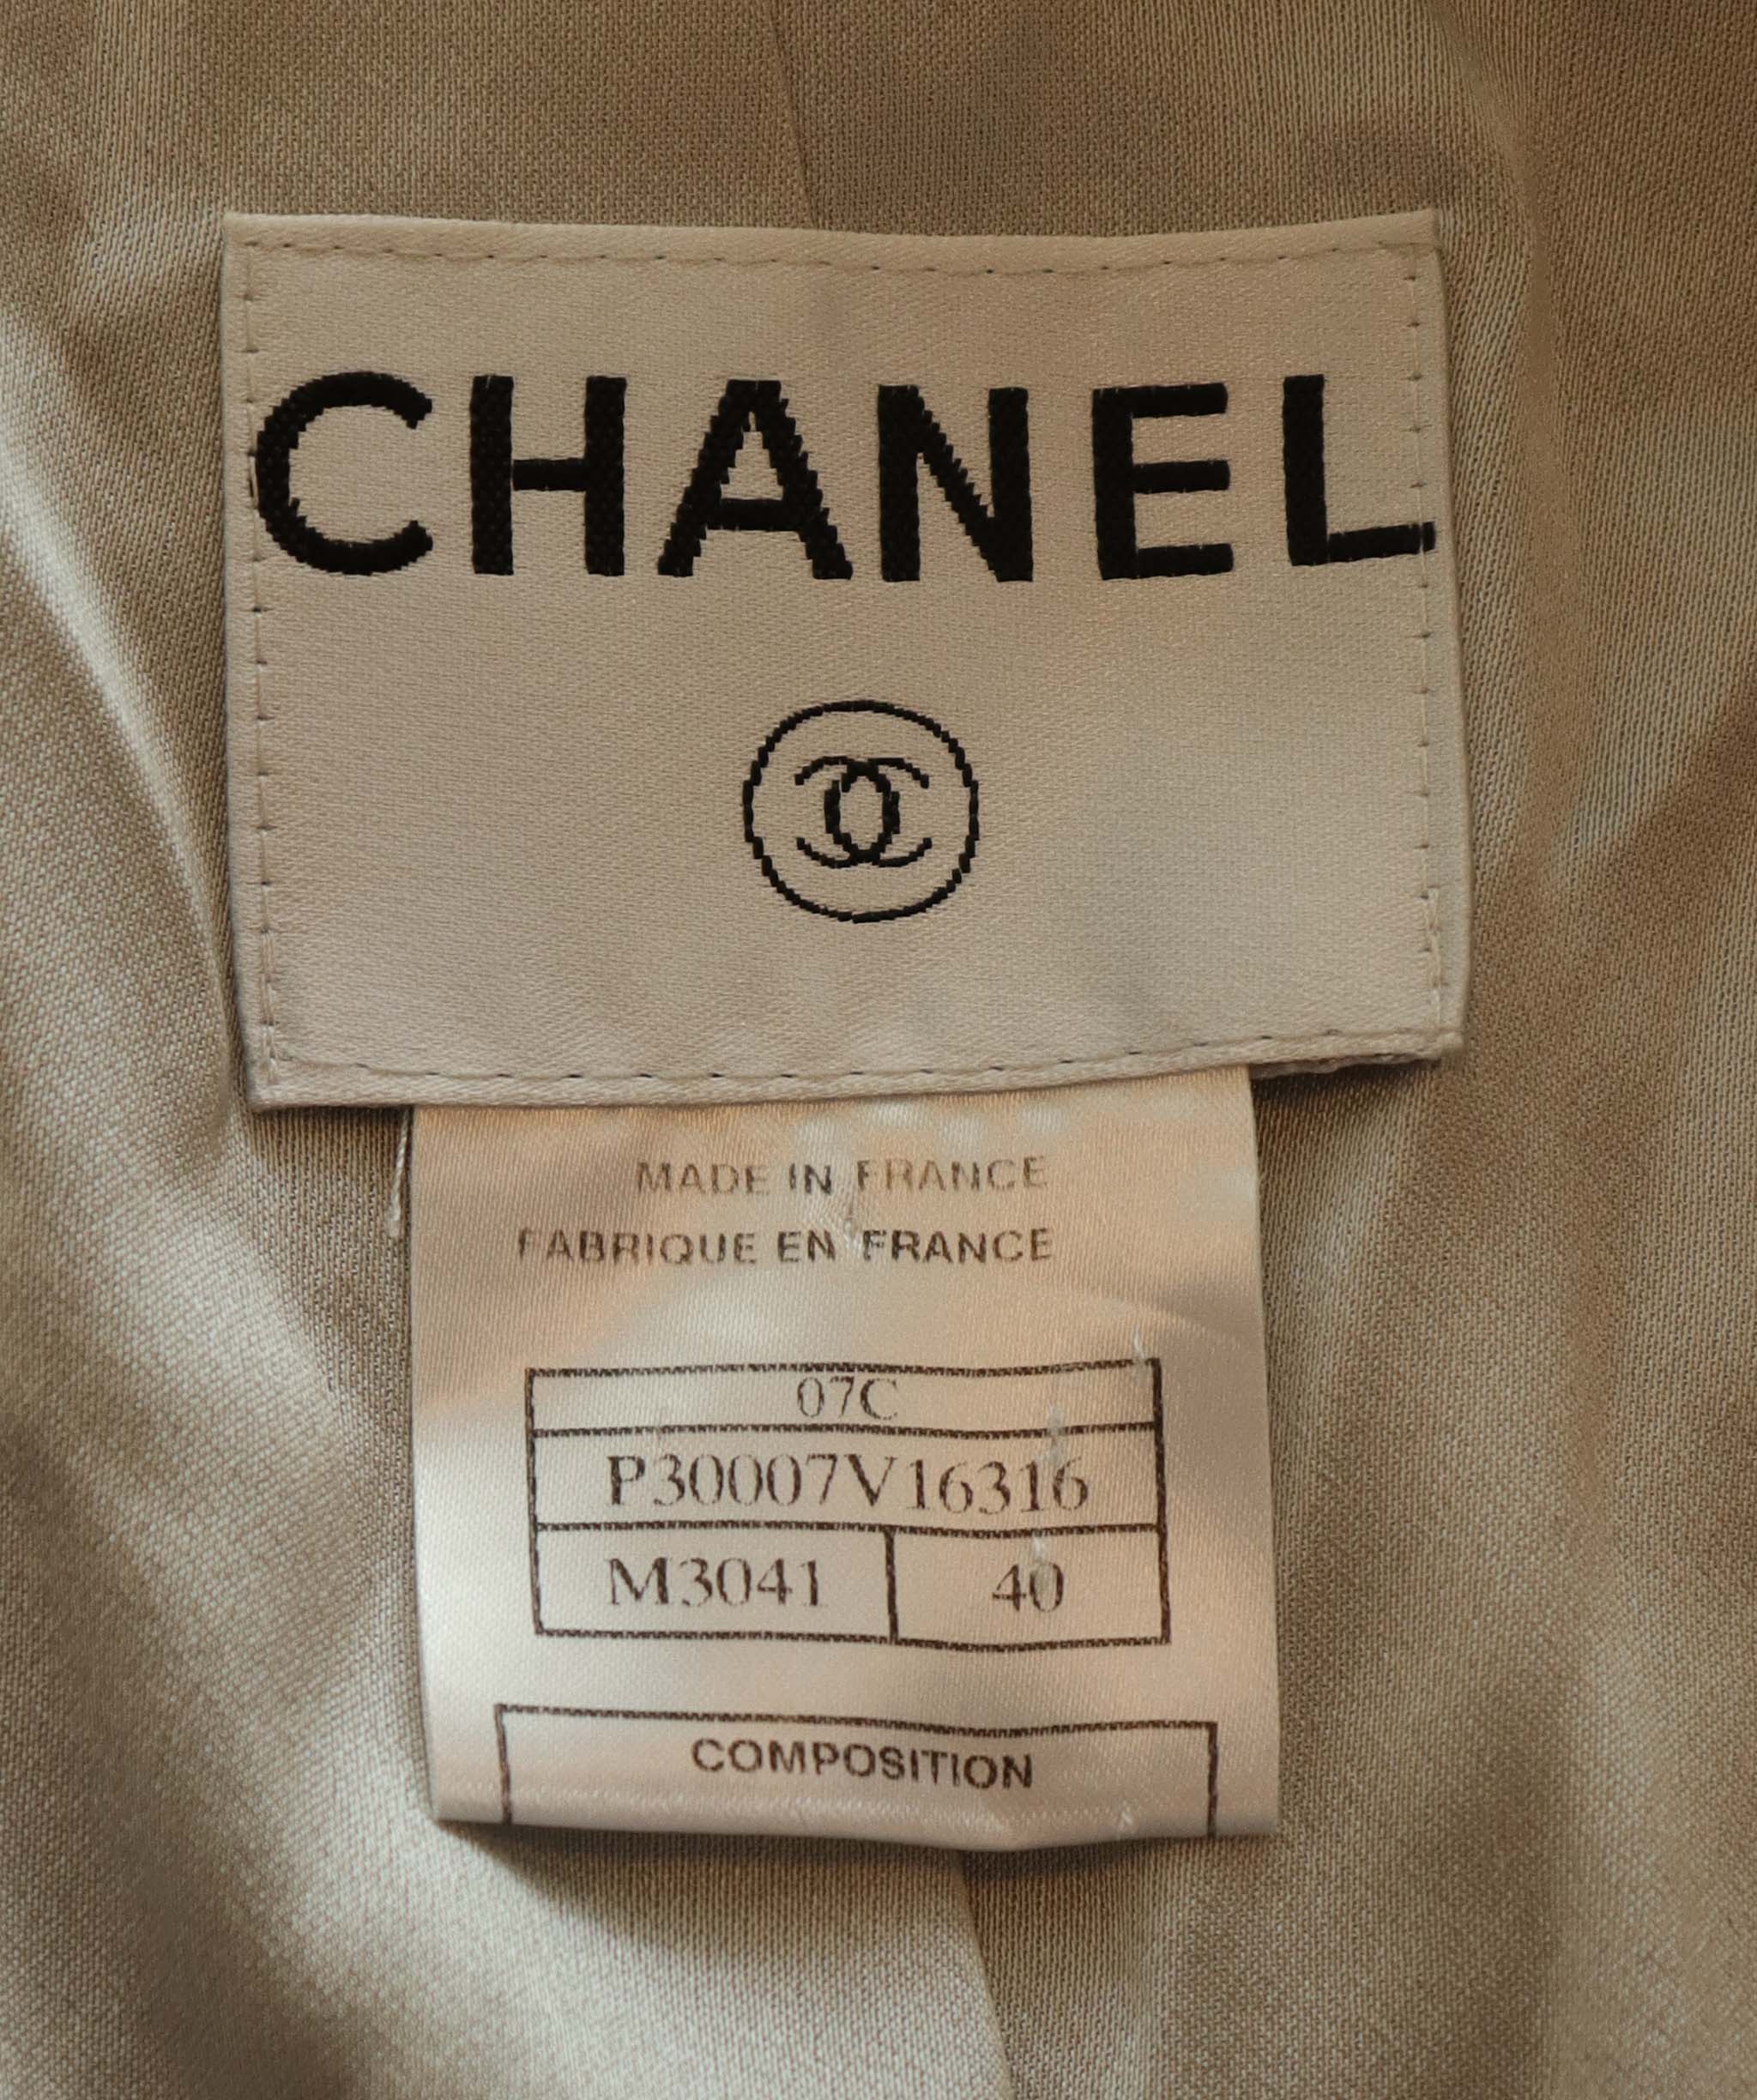 CHANEL
MADE IN FRANCE
FABRIQUE EN FRANCE
07C
P30007V16316
M3041 40
COMPOSITION